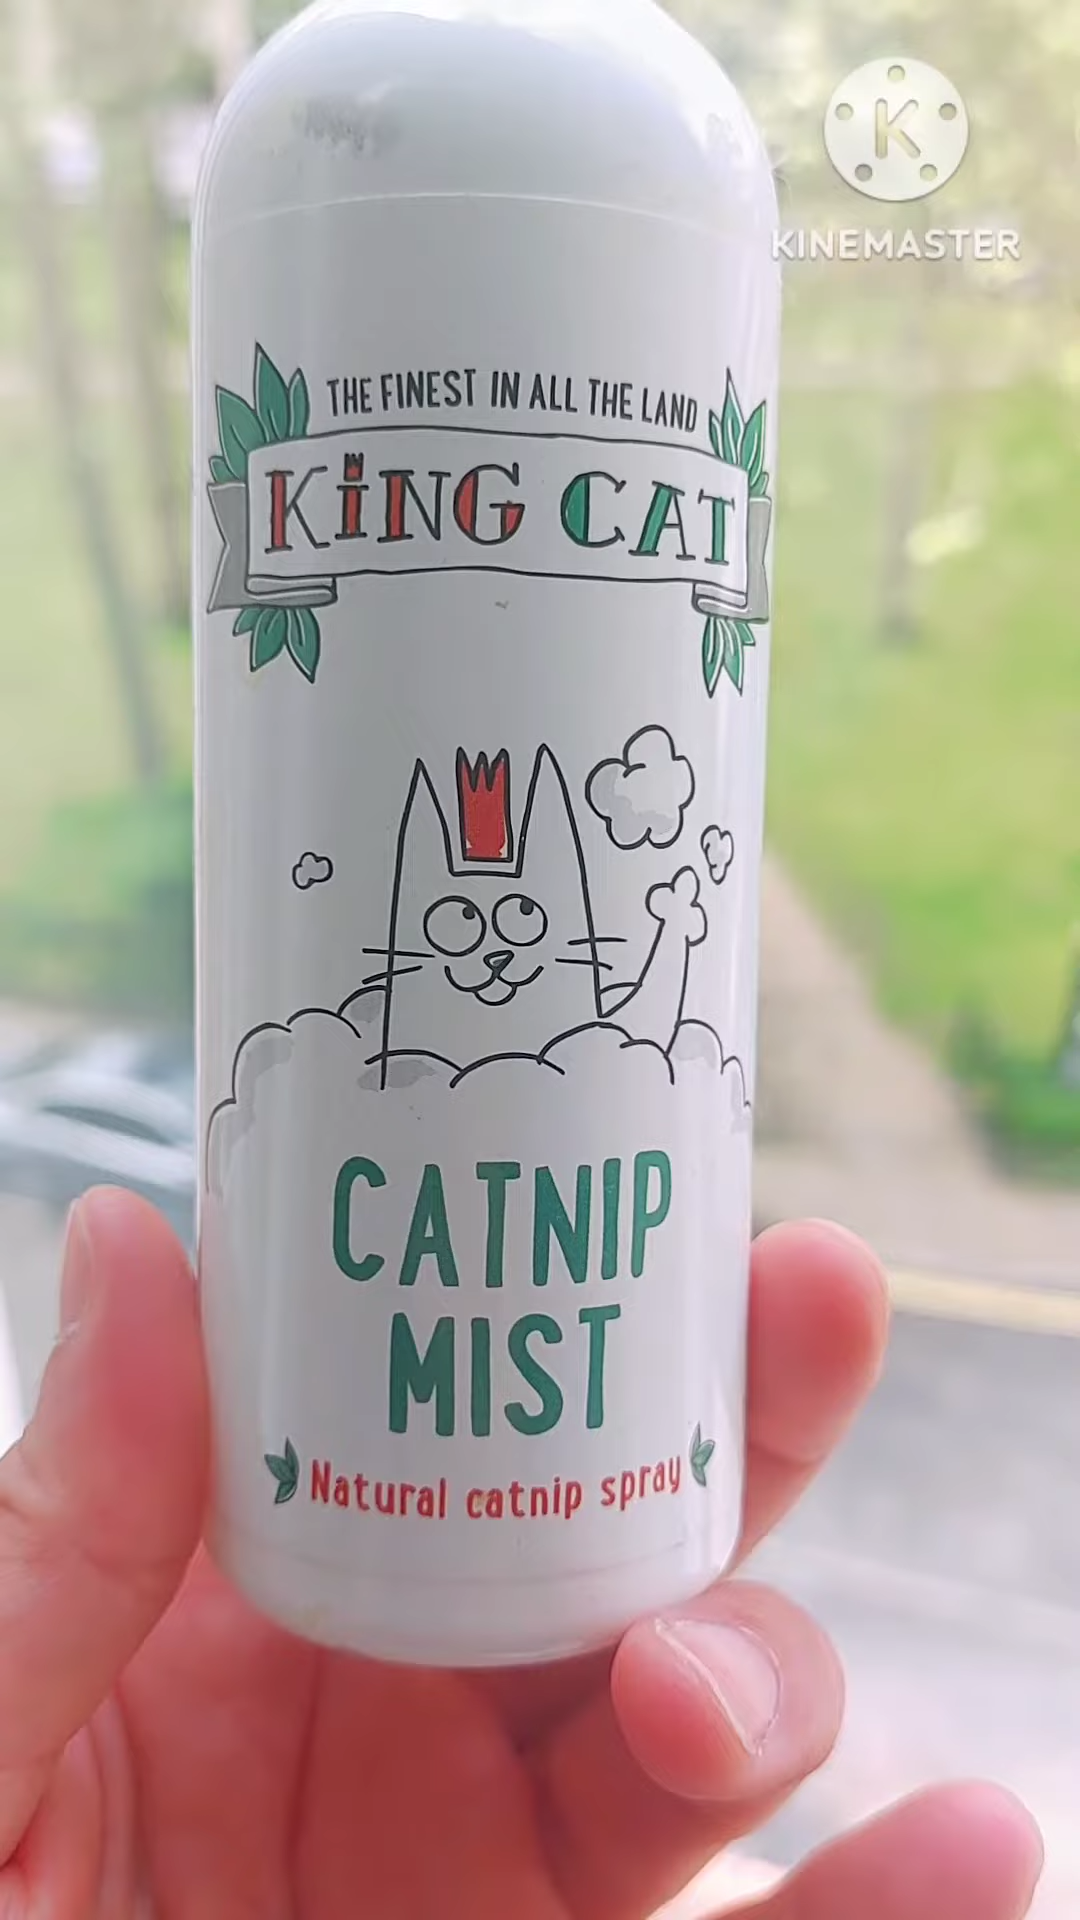 K
KINEMASTER
THE FINEST IN ALL THE LAND
KiNG CAT
CATNIP
MIST
Natural catnip spray